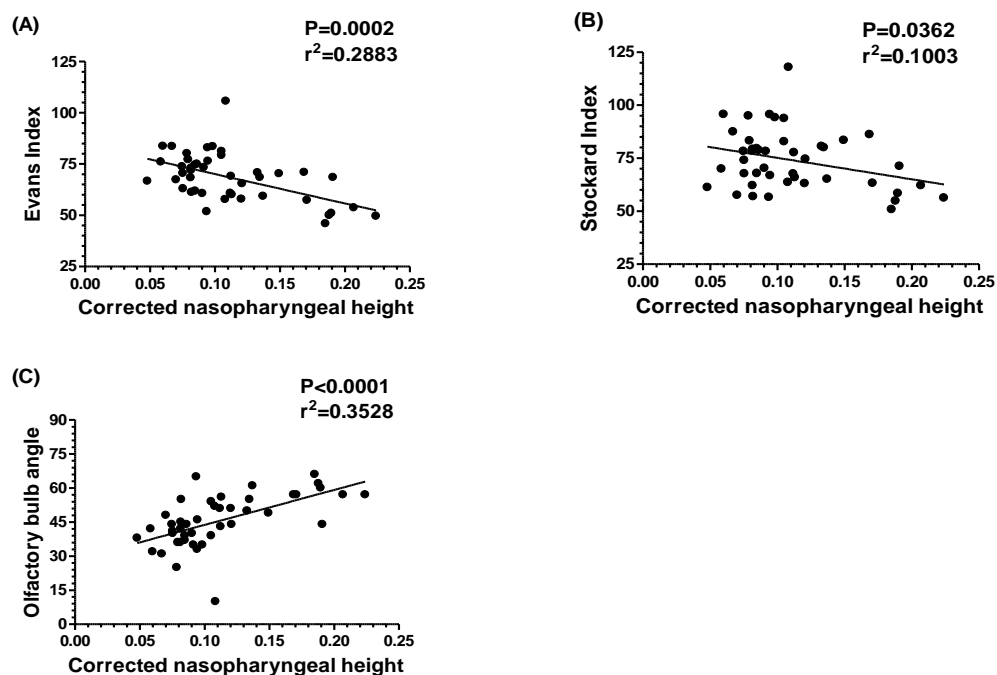 (A)
P=0.0002
r²=0.2883
125
100
75
50
25
Evans Index
0.00 0.05 0.10 0.15 0.20 0.25
Corrected nasopharyngeal height
(B)
P=0.0362
r²=0.1003
125
100
75
50
25
Stockard Index
0.00 0.05 0.10 0.15 0.20 0.25
Corrected nasopharyngeal height
(C)
P<0.0001
r²=0.3528
90
75
60
45
30
15
0
Olfactory bulb angle
0.00 0.05 0.10 0.15 0.20 0.25
Corrected nasopharyngeal height